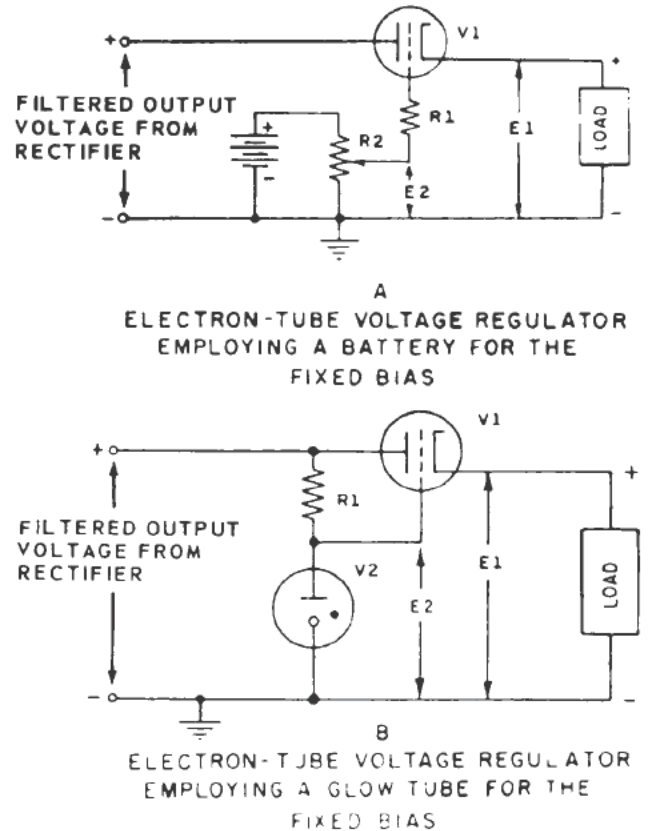 V1
+
+
FILTERED OUTPUT
VOLTAGE FROM
RECTIFIER
R1
E1
LOAD
+
R2
-
E2
-
-
A
ELECTRON-TUBE VOLTAGE REGULATOR
EMPLOYING A BATTERY FOR THE
FIXED BIAS
V1
+
+
R1
FILTERED OUTPUT
VOLTAGE FROM
RECTIFIER
E1
V2
LOAD
E2
-
-
B
ELECTRON-TUBE VOLTAGE REGULATOR
EMPLOYING A GLOW TUBE FOR THE
FIXED BIAS